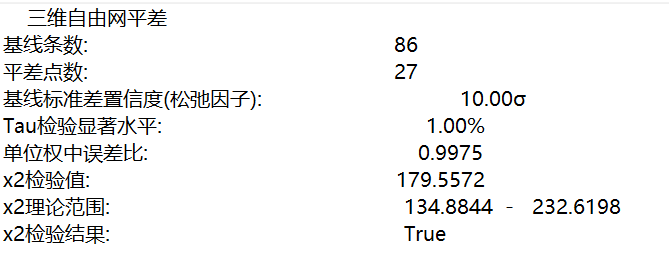 三维自由网平差
基线条数: 86
平差点数: 27
基线标准差置信度(松弛因子): 10.00σ
Tau检验显著水平: 1.00%
单位权中误差比: 0.9975
x2检验值: 179.5572
x2理论范围: 134.8844 - 232.6198
x2检验结果: True